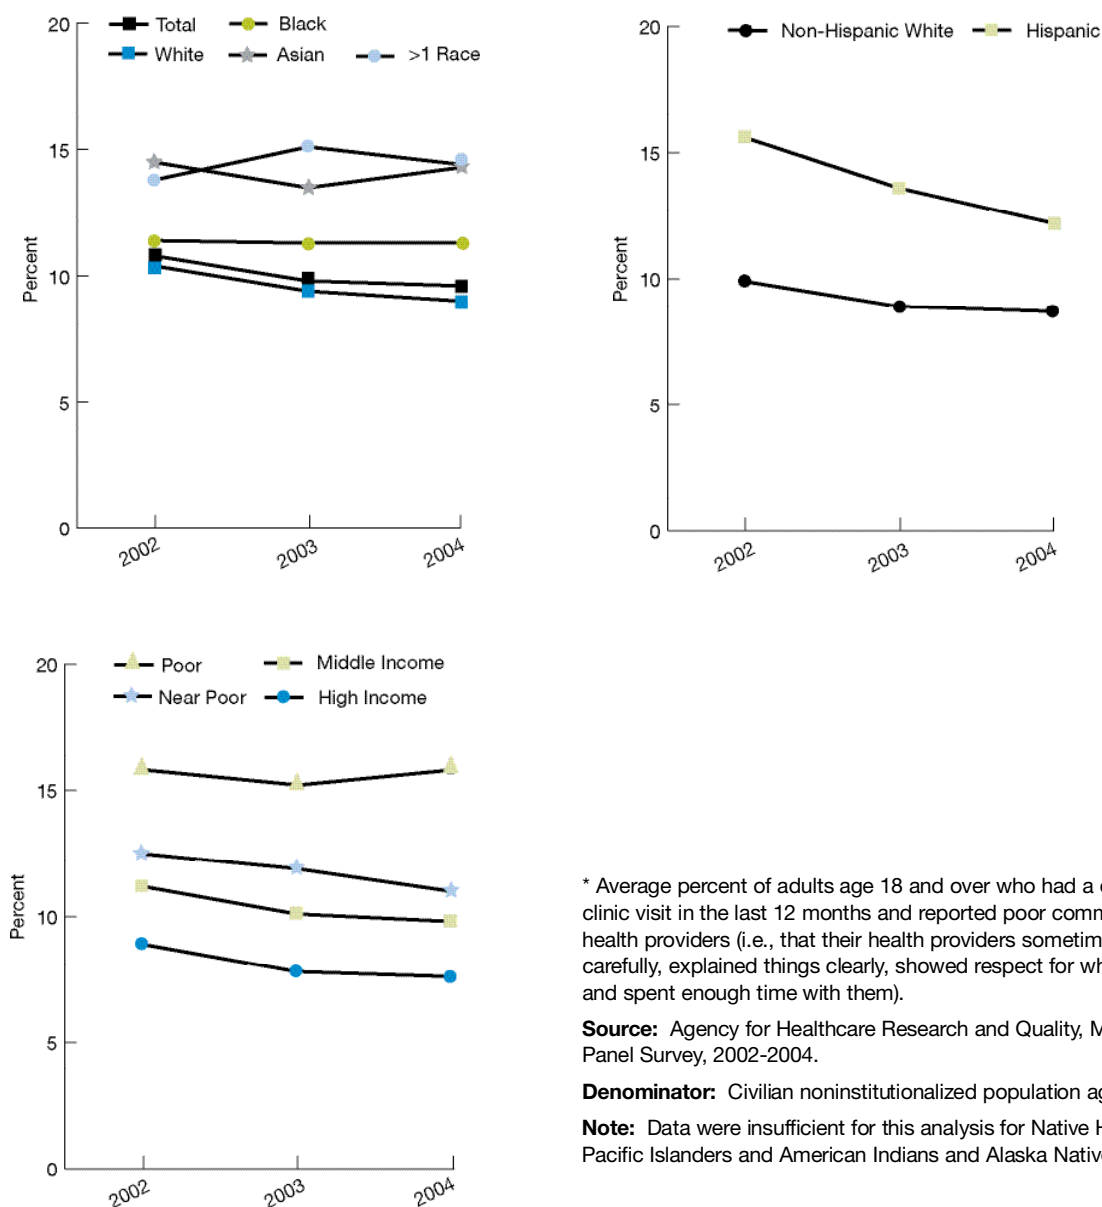 20
Total
Black
White
Asian
>1 Race
15
Percent
10
5
0
2002
2003
2004
20
Non-Hispanic White
Hispanic
15
Percent
10
5
0
2002
2003
2004
20
Poor
Middle Income
Near Poor
High Income
15
Percent
10
5
0
2002
2003
2004
* Average percent of adults age 18 and over who had a
clinic visit in the last 12 months and reported poor comm
health providers (i.e., that their health providers sometim
carefully, explained things clearly, showed respect for wh
and spent enough time with them).
Source: Agency for Healthcare Research and Quality, M
Panel Survey, 2002-2004.
Denominator: Civilian noninstitutionalized population ag
Note: Data were insufficient for this analysis for Native H
Pacific Islanders and American Indians and Alaska Native